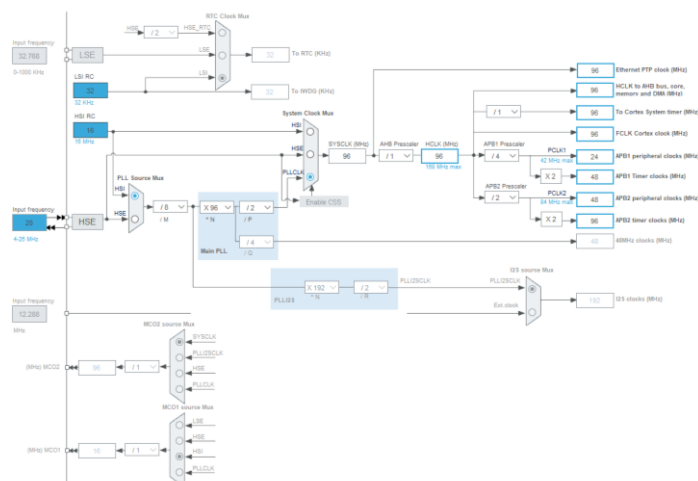 RTC Clock Mux
HSE
/ 2
HSE_RTC
Input frequency
32.768
0-1000 KHz
LSE
LSE
32
To RTC (KHz)
LSI RC
32
32 KHz
LSI
32
To IWDG (KHz)
HSI RC
16
16 MHz
System Clock Mux
HSI
HSE
PLLCLK
Enable CSS
SYSCLK (MHz)
96
AHB Prescaler
/ 1
HCLK (MHz)
96
96
Ethernet PTP clock (MHz)
96
HCLK to AHB bus, core,
memory and DMA (MHz)
/ 1
96
To Cortex System timer (MHz)
96
FCLK Cortex clock (MHz)
APB1 Prescaler
/ 4
PCLK1
42 MHz max
24
APB1 peripheral clocks (MHz)
X 2
48
APB1 Timer clocks (MHz)
APB2 Prescaler
/ 2
PCLK2
84 MHz max
48
APB2 peripheral clocks (MHz)
X 2
96
APB2 timer clocks (MHz)
PLL Source Mux
HSI
HSE
Input frequency
4-26 MHz
HSE
/ M
X 96
* N
/ 2
/ P
/ 4
/ Q
Main PLL
48
48MHz clocks (MHz)
X 192
* N
/ 2
/ R
PLLI2S
PLLI2SCLK
PLLI2SCLK
I2S source Mux
Ext.clock
192
I2S clocks (MHz)
Input frequency
12.288
MHz
MCO2 source Mux
SYSCLK
PLLI2SCLK
HSE
PLLCLK
(MHz) MCO2
96
/ 1
MCO1 source Mux
LSE
HSE
HSI
PLLCLK
(MHz) MCO1
16
/ 1